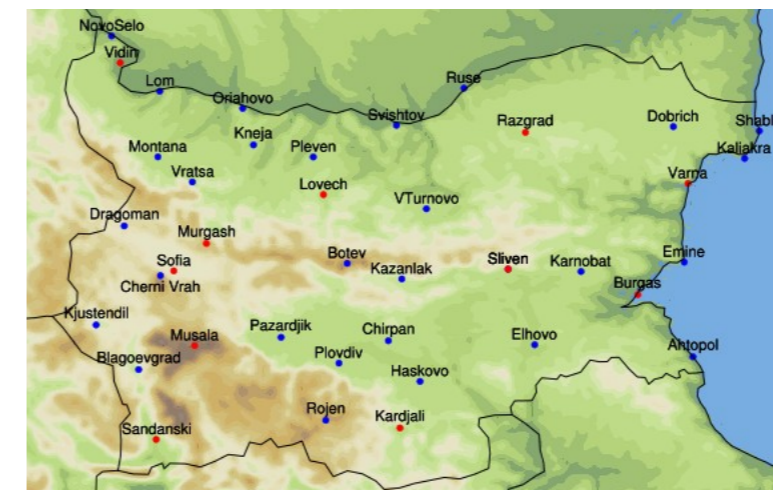 NovoSelo
Vidin
Lom
Oriahovo
Ruse
Svishtov
Razgrad
Dobrich
Shabl
Kneja
Montana
Pleven
Kaliakra
Vratsa
Lovech
Varna
VTurnovo
Dragoman
Murgash
Botev
Sofia
Kazanlak
Sliven
Karnobat
Emine
Cherni Vrah
Burgas
Kjustendil
Musala
Pazardjik
Chirpan
Elhovo
Ahtopol
Blagoevgrad
Plovdiv
Haskovo
Rojen
Kardjali
Sandanski